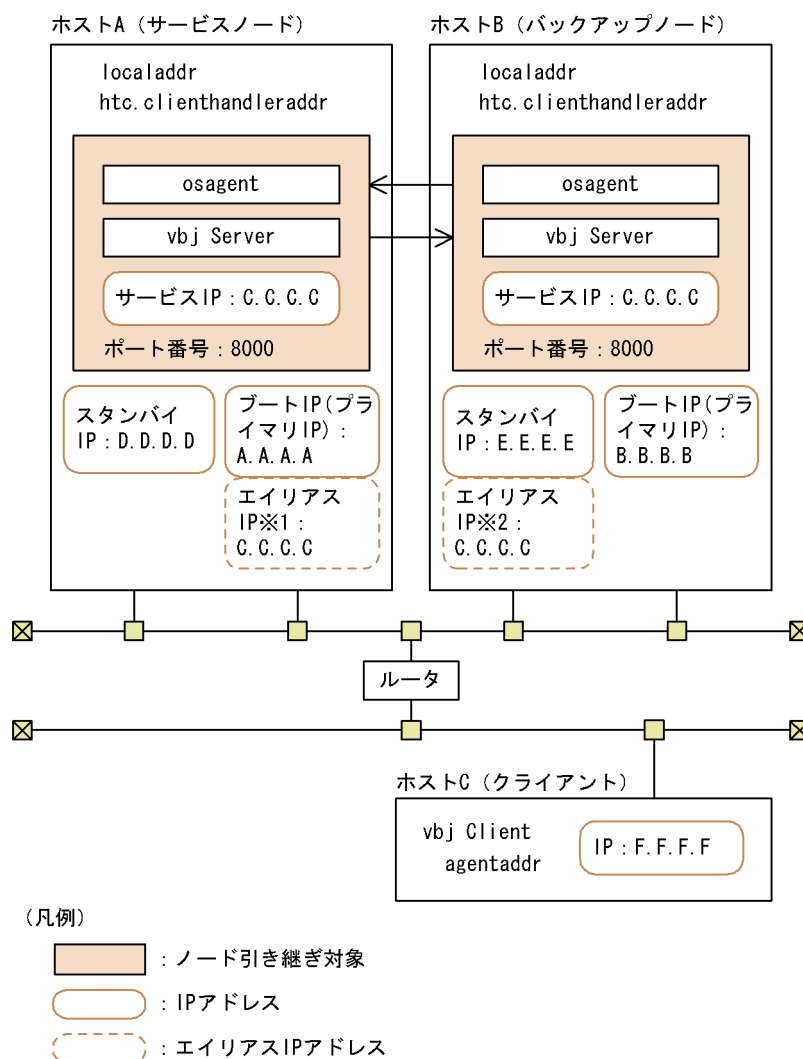 ホストA（サービスノード）
localaddr
htc.clienthandleraddr
osagent
vbj Server
サービスIP：C.C.C.C
ポート番号：8000
スタンバイ
IP：D.D.D.D
ブートIP(プラ
イマリIP)：
A.A.A.A
エイリアス
IP※1：
C.C.C.C
ホストB（バックアップノード）
localaddr
htc.clienthandleraddr
osagent
vbj Server
サービスIP：C.C.C.C
ポート番号：8000
スタンバイ
IP：E.E.E.E
ブートIP(プラ
イマリIP)：
B.B.B.B
エイリアス
IP※2：
C.C.C.C
ルータ
ホストC（クライアント）
vbj Client
agentaddr
IP：F.F.F.F
（凡例）
：ノード引き継ぎ対象
：IPアドレス
：エイリアスIPアドレス